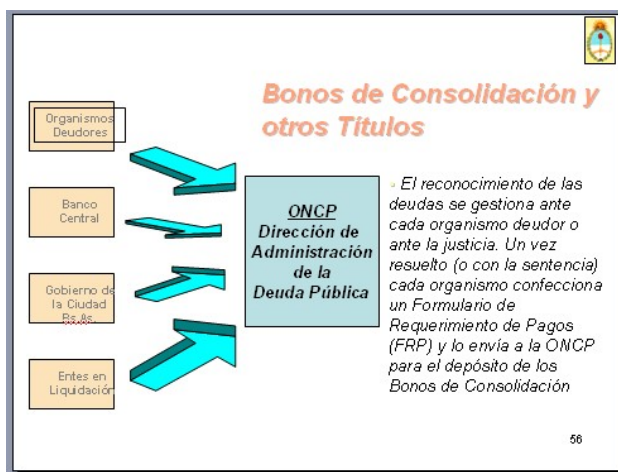 Bonos de Consolidación y
otros Títulos
Organismos
Deudores
Banco
Central
Gobierno de
la Ciudad
Bs.As.
Entes en
Liquidación
ONCP
Dirección de
Administración
de la
Deuda Pública
El reconocimiento de las
deudas se gestiona ante
cada organismo deudor o
ante la justicia. Un vez
resuelto (o con la sentencia)
cada organismo confecciona
un Formulario de
Requerimiento de Pagos
(FRP) y lo envía a la ONCP
para el depósito de los
Bonos de Consolidación
56